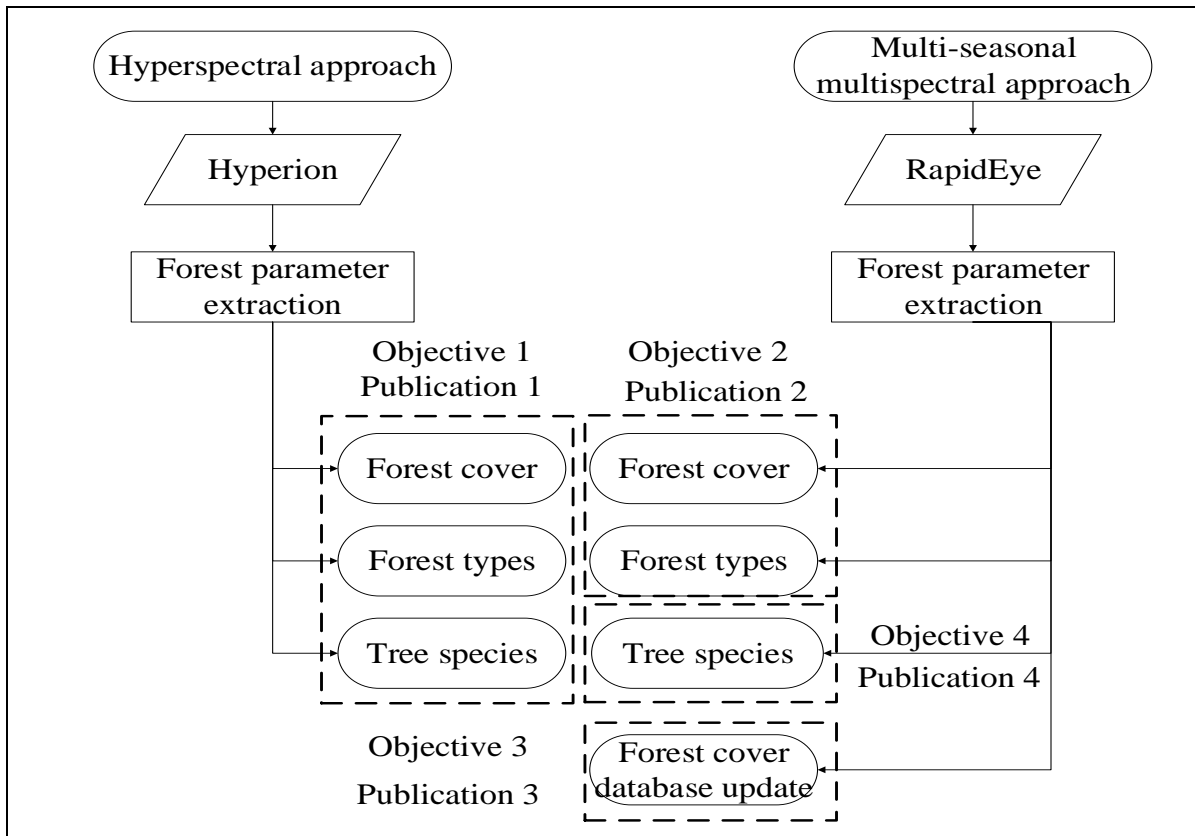 Hyperspectral approach
Multi-seasonal
multispectral approach
Hyperion
RapidEye
Forest parameter
extraction
Forest parameter
extraction
Objective 1
Publication 1
Objective 2
Publication 2
Forest cover
Forest cover
Forest types
Forest types
Tree species
Tree species
Objective 4
Publication 4
Objective 3
Publication 3
Forest cover
database update